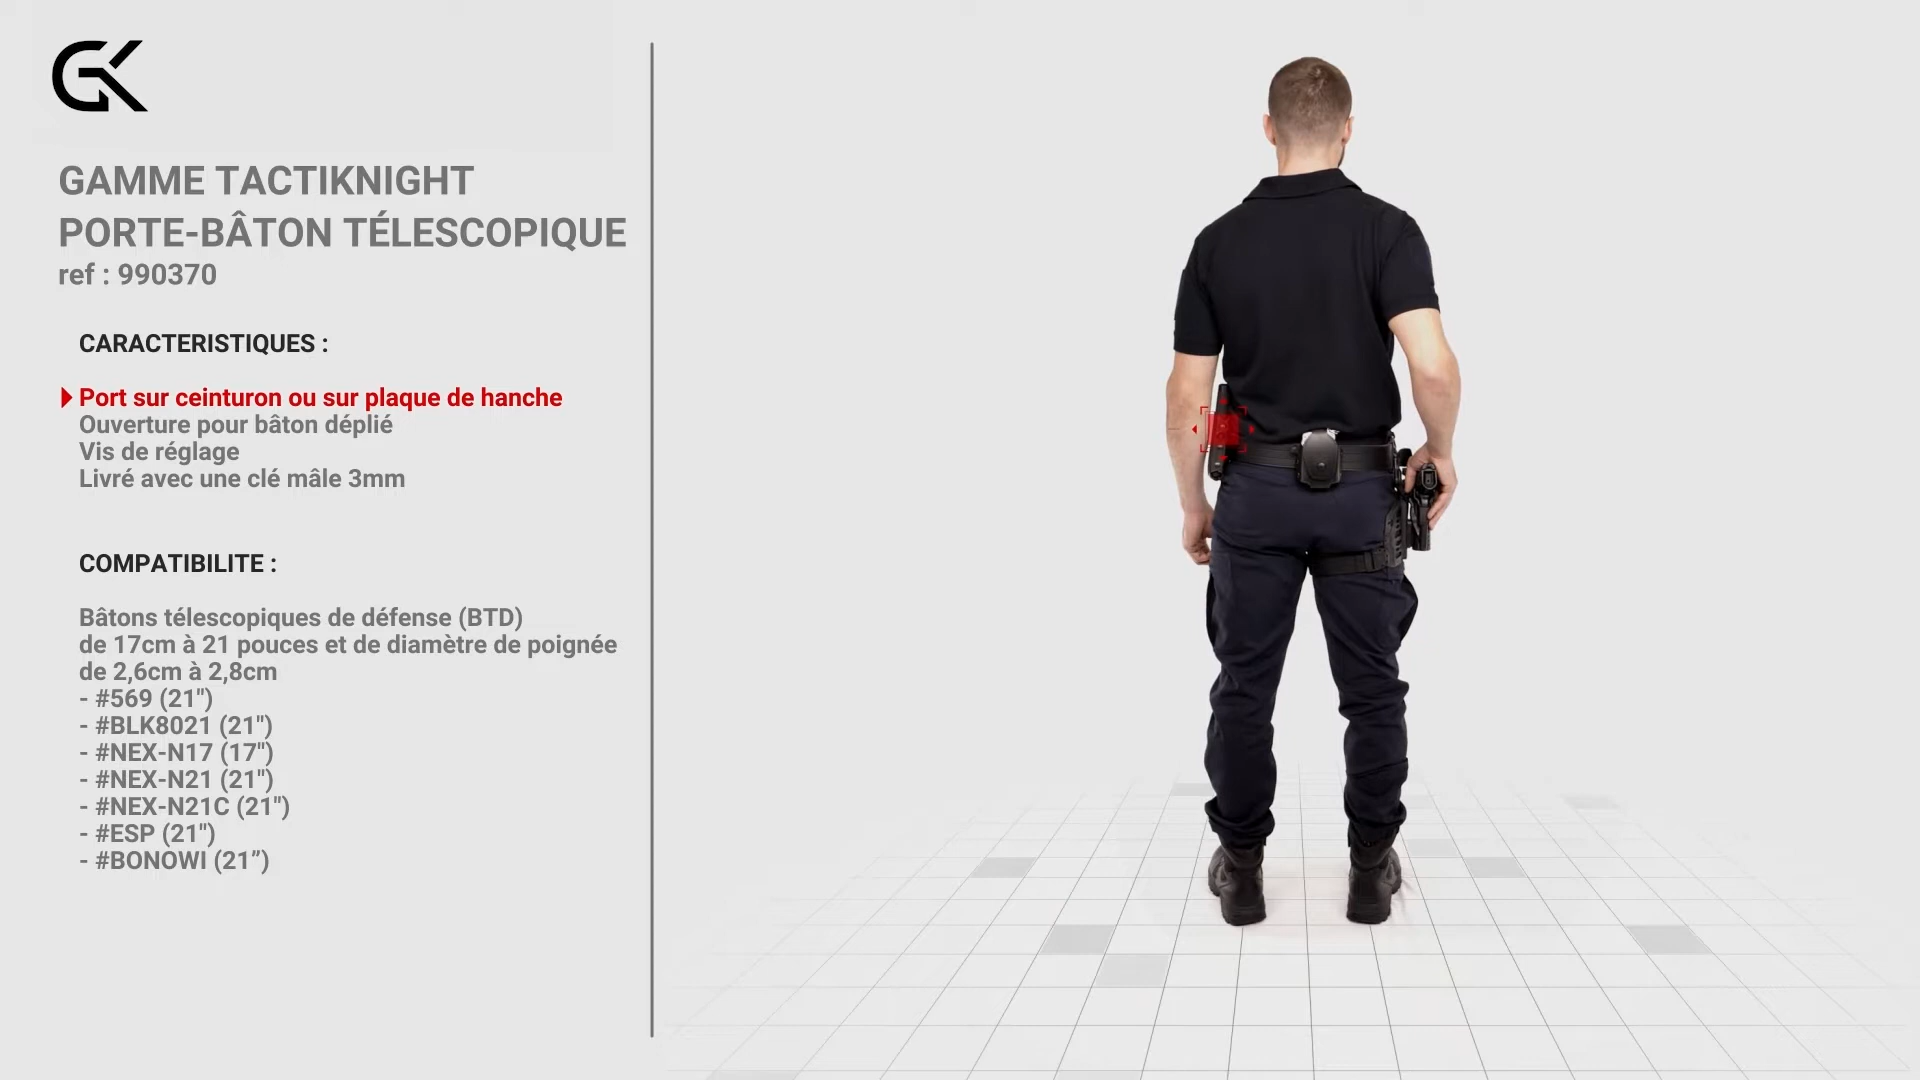 GK
GAMME TACTIKNIGHT
PORTE-BÂTON TÉLESCOPIQUE
ref : 990370
CARACTERISTIQUES :
Port sur ceinturon ou sur plaque de hanche
Ouverture pour bâton déplié
Vis de réglage
Livré avec une clé mâle 3mm
COMPATIBILITE :
Bâtons télescopiques de défense (BTD)
de 17cm à 21 pouces et de diamètre de poignée
de 2,6cm à 2,8cm
- #569 (21")
- #BLK8021 (21")
- #NEX-N17 (17")
- #NEX-N21 (21")
- #NEX-N21C (21")
- #ESP (21")
- #BONOWI (21”)